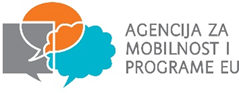 AGENCIJA ZA
MOBILNOST I
PROGRAME EU